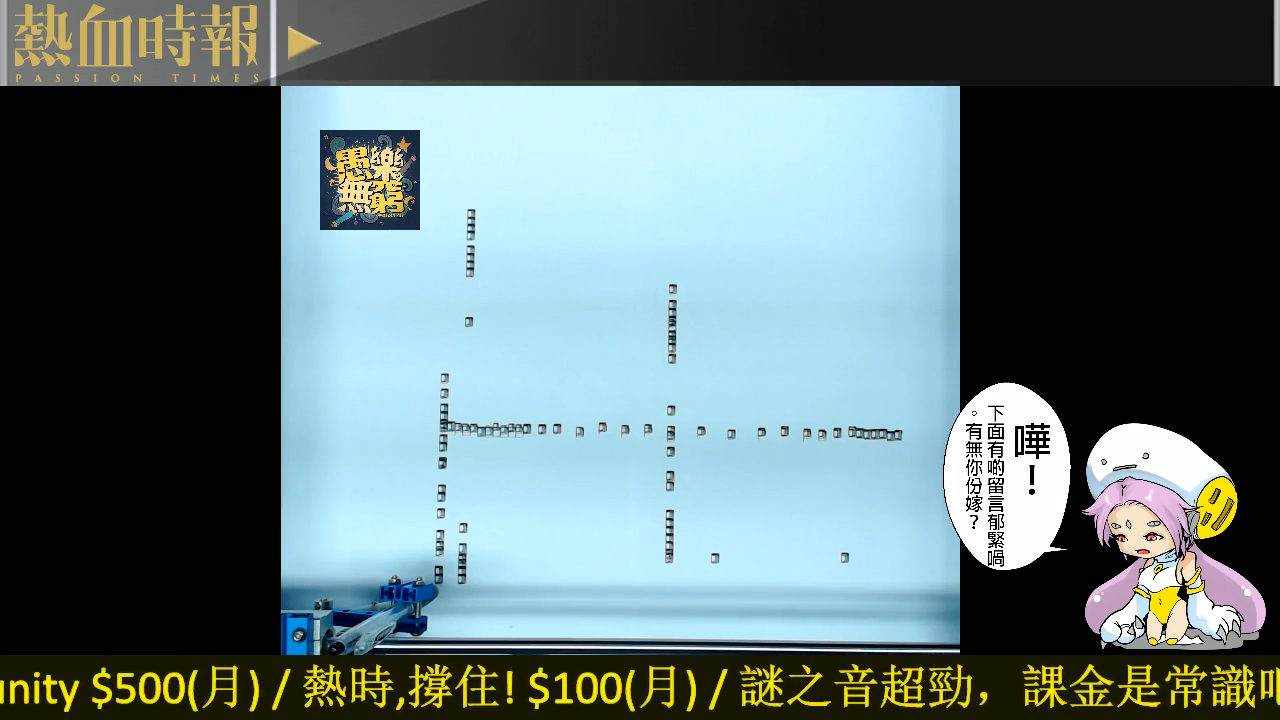 熱血時報
PASSION TIMES
愚樂
無窮
嘩！
下面有啲留言郁緊喎
。有無你份嫁？
unity $500(月) / 熱時,撐住! $100(月) / 謎之音超勁，課金是常識吧